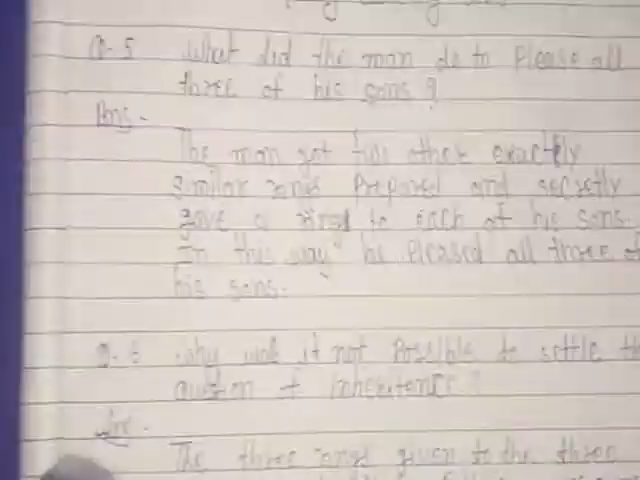 Q-5 What did the man do to Please all
three of his sons?
Ans-
The man got two other exactely
similar rings Prepared and secretly
gave a ring to each of his sons.
In this way he Pleased all three of
his sons.
Q-6 Why was it not Possible to settle the
question of inheritence?
Ans-
The three rings given to the three